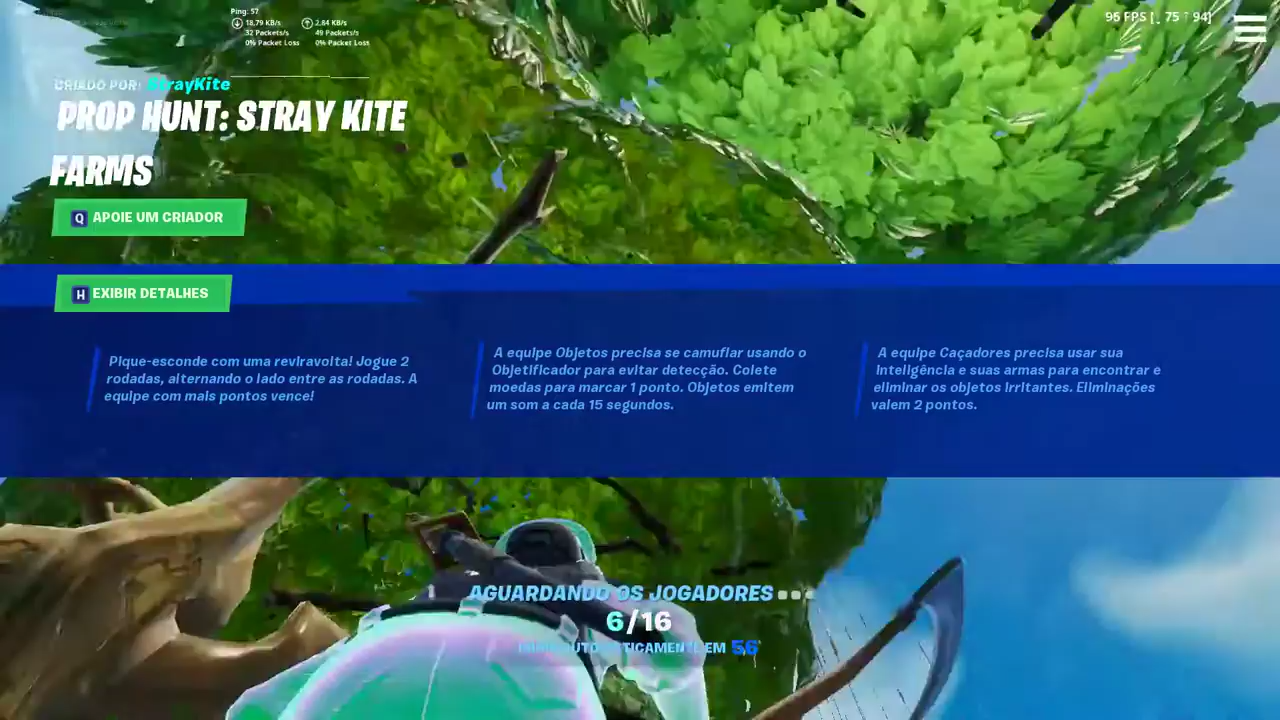 Ping: 57
18.79 KB/s 2.64 KB/s
32 Packets/s 49 Packets/s
0% Packet Loss 0% Packet Loss
96 FPS [ 75 ↑ 94]
CRIADO POR: StrayKite
PROP HUNT: STRAY KITE
FARMS
Q APOIE UM CRIADOR
H EXIBIR DETALHES
Pique-esconde com uma reviravolta! Jogue 2
rodadas, alternando o lado entre as rodadas. A
equipe com mais pontos vence!
A equipe Objetos precisa se camuflar usando o
Objetificador para evitar detecção. Colete
moedas para marcar 1 ponto. Objetos emitem
um som a cada 15 segundos.
A equipe Caçadores precisa usar sua
inteligência e suas armas para encontrar e
eliminar os objetos irritantes. Eliminações
valem 2 pontos.
AGUARDANDO OS JOGADORES
6/16
EM 56